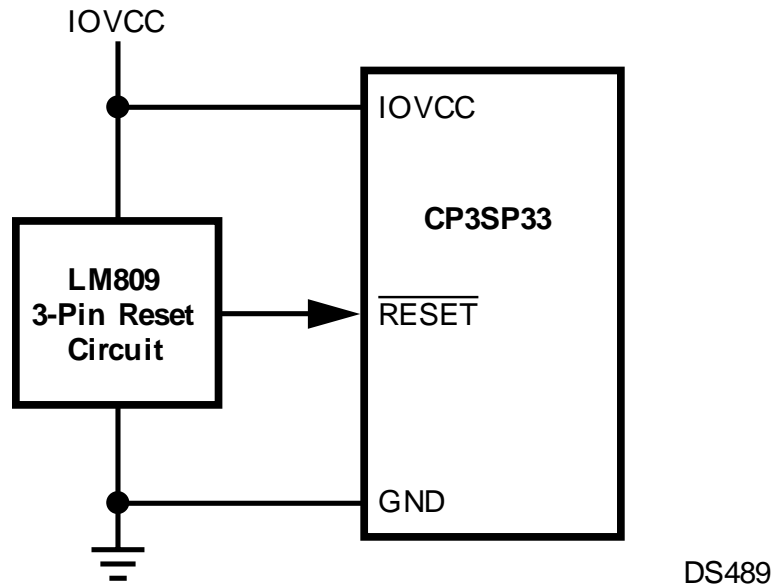 IOVCC
IOVCC
CP3SP33
LM809
3-Pin Reset
Circuit
RESET
GND
DS489